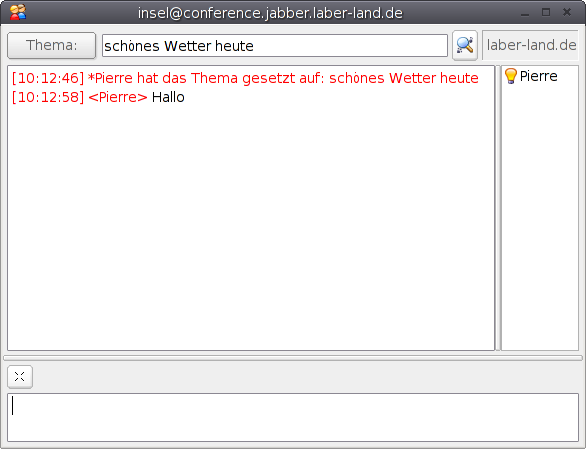 insel@conference.jabber.laber-land.de
Thema: schönes Wetter heute laber-land.de
[10:12:46] *Pierre hat das Thema gesetzt auf: schönes Wetter heute
[10:12:58] <Pierre> Hallo
Pierre